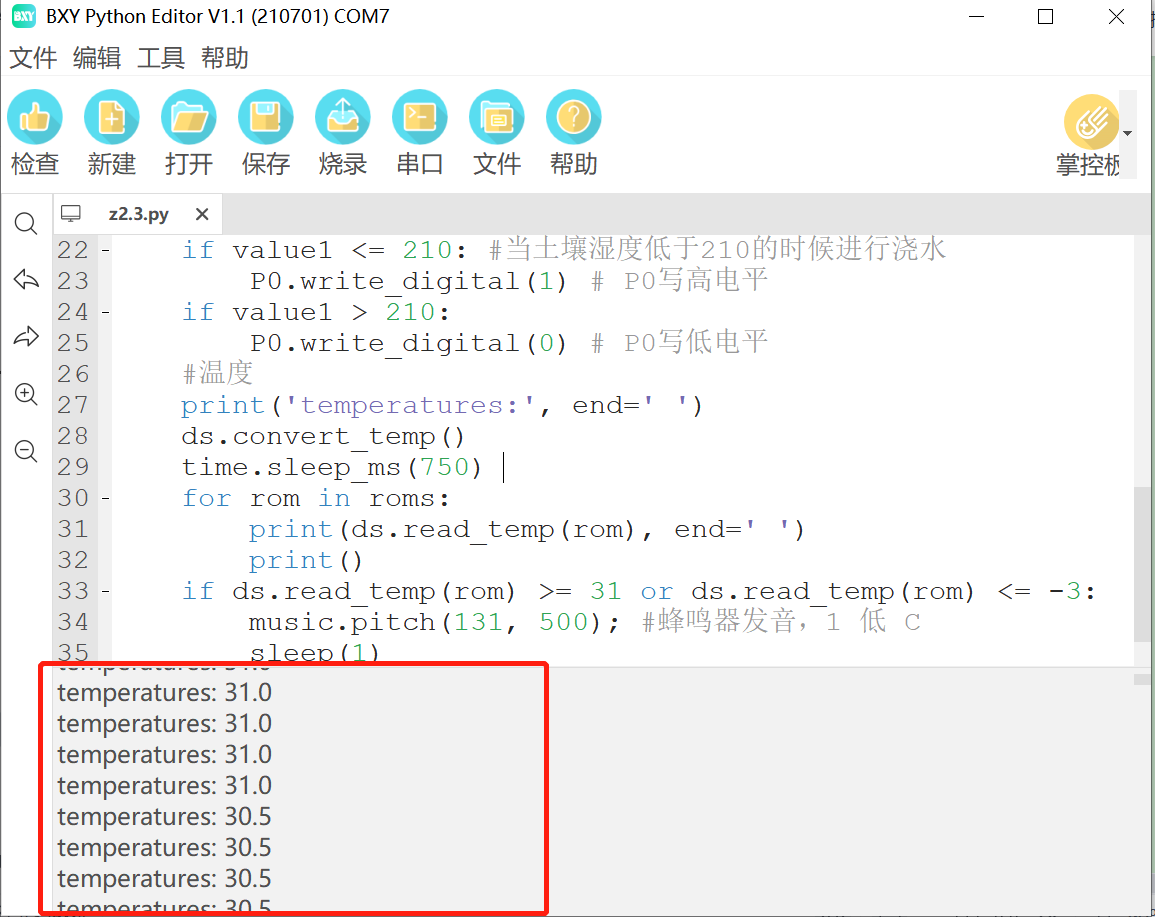 BXY BXY Python Editor V1.1 (210701) COM7
文件 编辑 工具 帮助
检查 新建 打开 保存 烧录 串口 文件 帮助 掌控板
z2.3.py
22 - if value1 <= 210: #当土壤湿度低于210的时候进行浇水
23 P0.write_digital(1) # P0写高电平
24 - if value1 > 210:
25 P0.write_digital(0) # P0写低电平
26 #温度
27 print('temperatures:', end=' ')
28 ds.convert_temp()
29 time.sleep_ms(750)
30 - for rom in roms:
31 print(ds.read_temp(rom), end=' ')
32 print()
33 - if ds.read_temp(rom) >= 31 or ds.read_temp(rom) <= -3:
34 music.pitch(131, 500); #蜂鸣器发音，1 低 C
35 sleep(1)
temperatures: 31.0
temperatures: 31.0
temperatures: 31.0
temperatures: 31.0
temperatures: 31.0
temperatures: 30.5
temperatures: 30.5
temperatures: 30.5
temperatures: 30.5